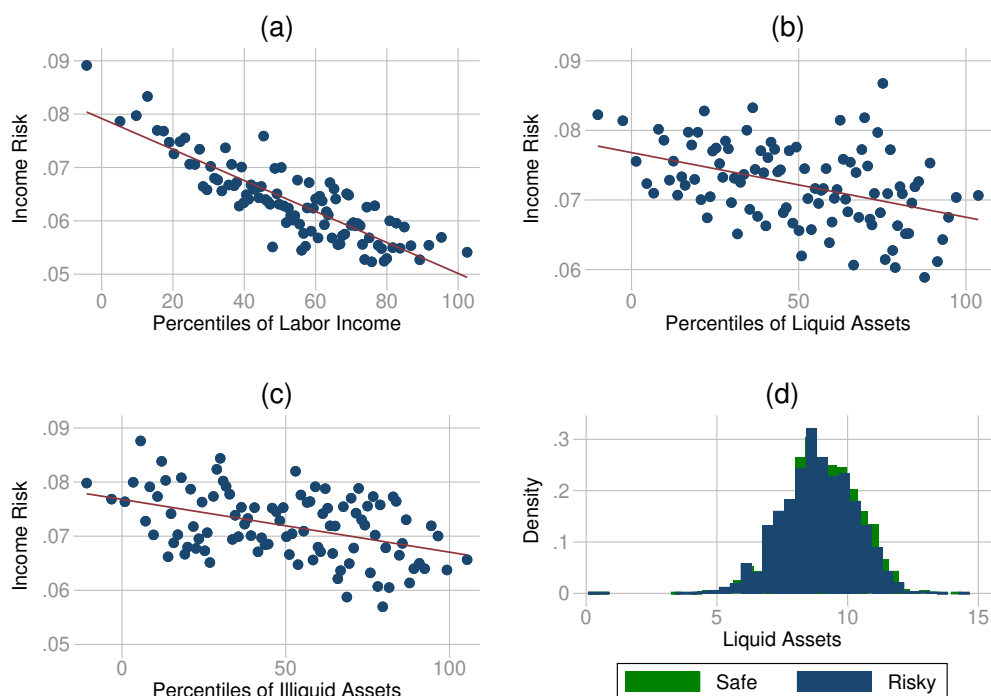 (a)
Income Risk
.09
.08
.07
.06
.05
0 20 40 60 80 100
Percentiles of Labor Income
(b)
Income Risk
.09
.08
.07
.06
0 50 100
Percentiles of Liquid Assets
(c)
Income Risk
.09
.08
.07
.06
.05
0 50 100
Percentiles of Illiquid Assets
(d)
Density
.3
.2
.1
0
0 5 10 15
Liquid Assets
Safe Risky